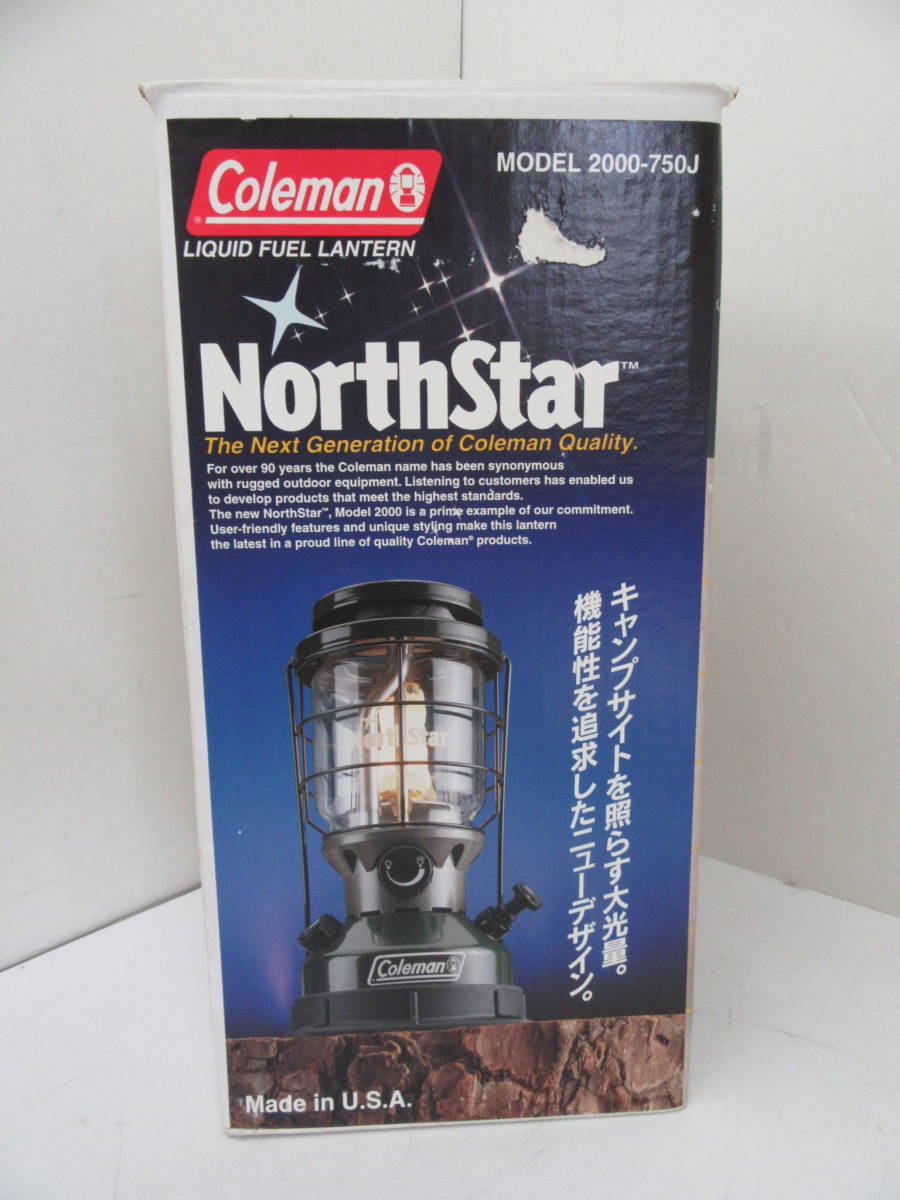 Coleman
®
MODEL 2000-750J
LIQUID FUEL LANTERN
NorthStar™
The Next Generation of Coleman Quality.
For over 90 years the Coleman name has been synonymous
with rugged outdoor equipment. Listening to customers has enabled us
to develop products that meet the highest standards.
The new NorthStar™, Model 2000 is a prime example of our commitment.
User-friendly features and unique styling make this lantern
the latest in a proud line of quality Coleman® products.
キャンプサイトを照らす大光量。
機能性を追求したニューデザイン。
North Star
Coleman
Made in U.S.A.